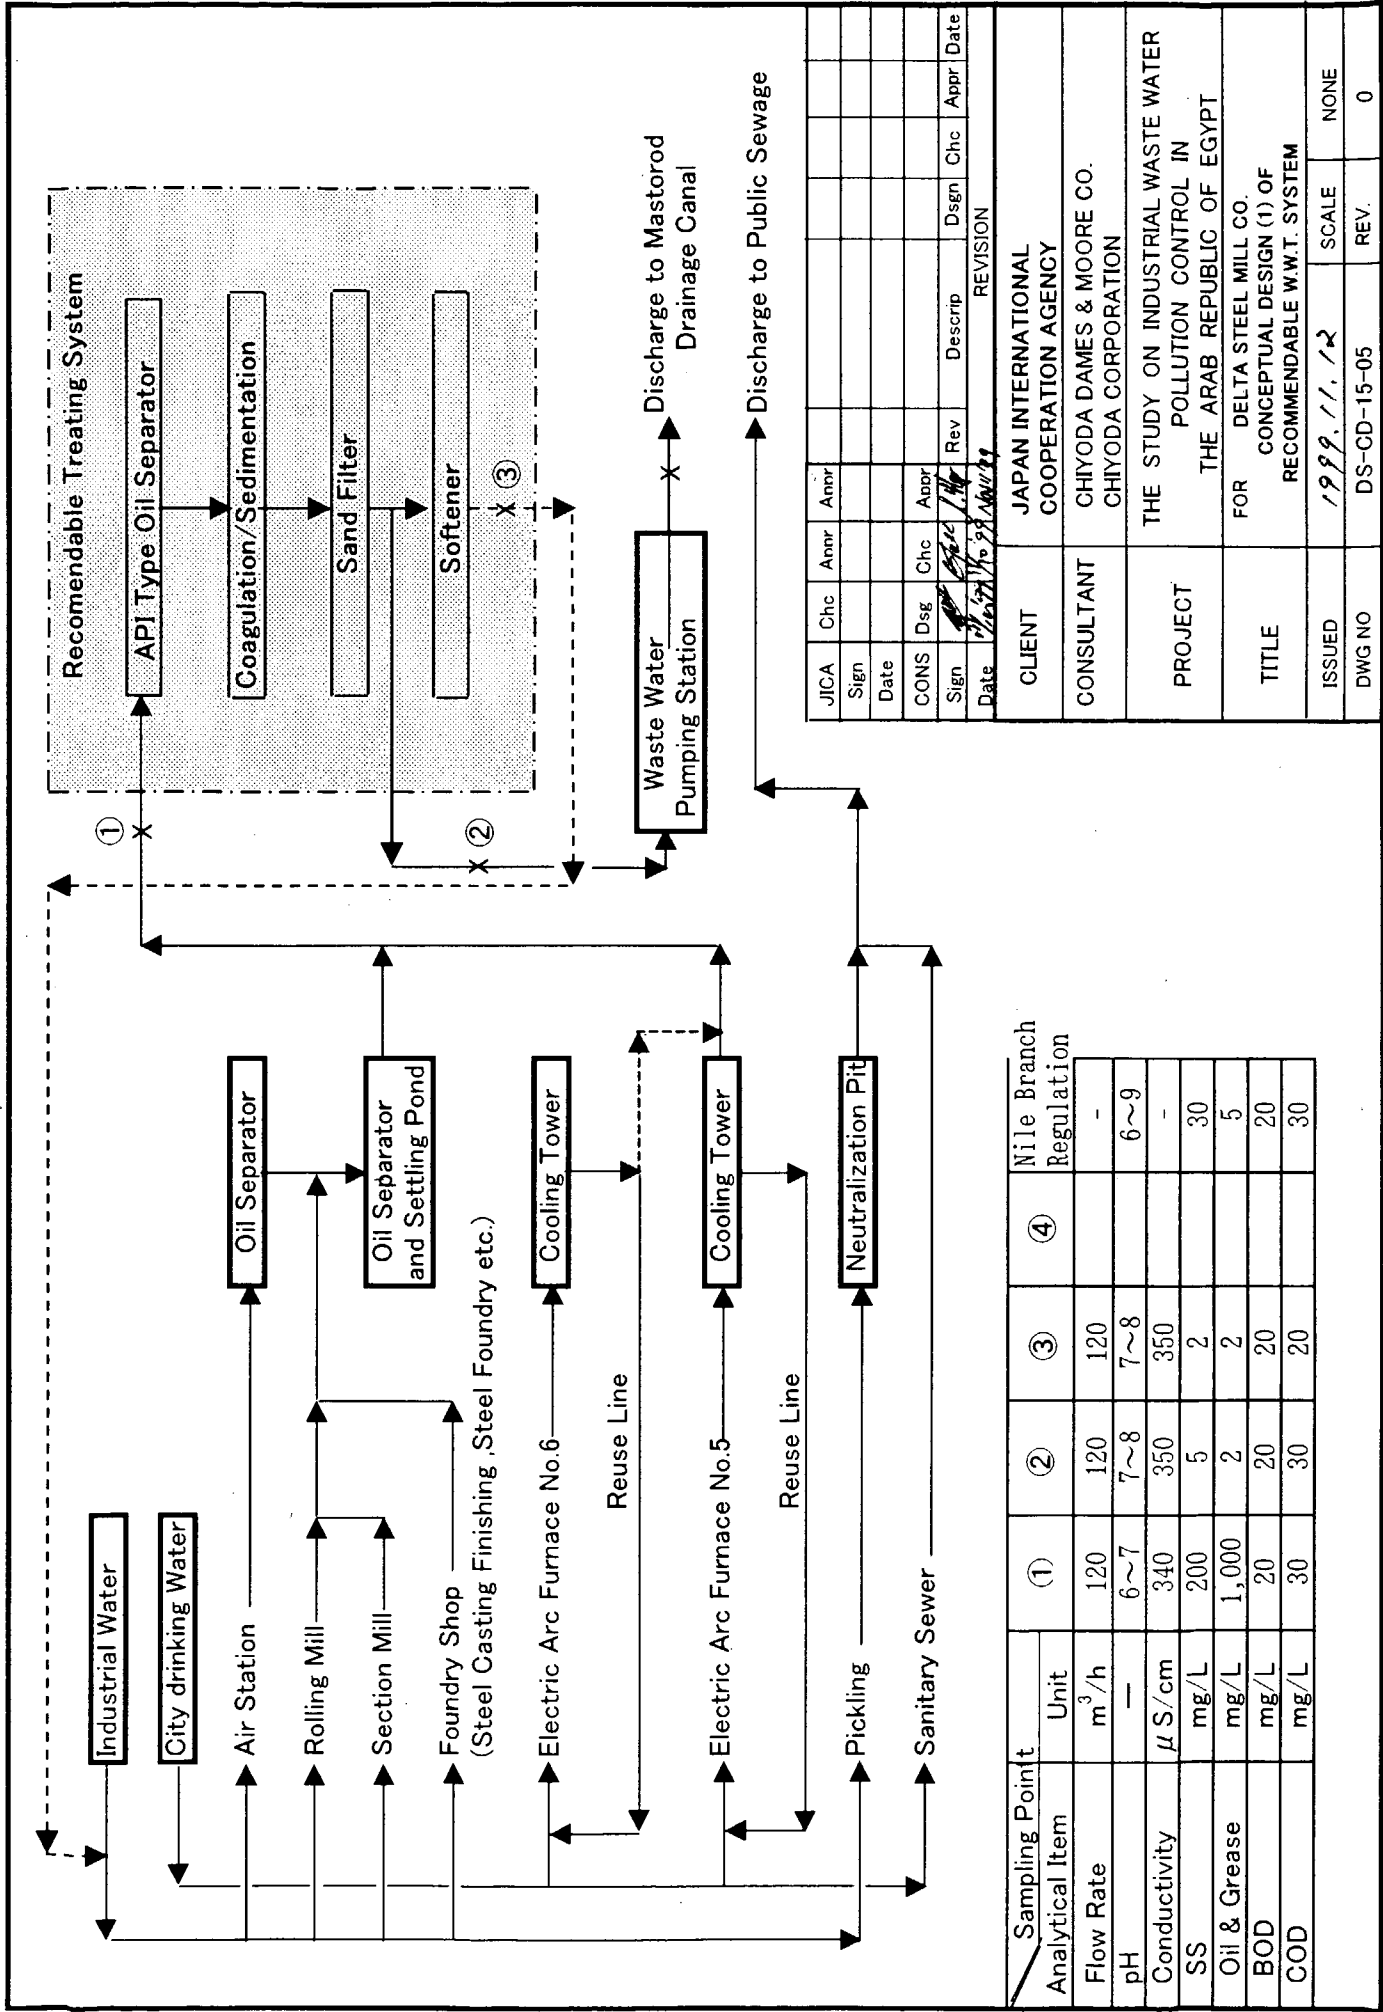 Industrial Water
City drinking Water
Air Station
Rolling Mill
Section Mill
Foundry Shop
(Steel Casting Finishing ,Steel Foundry etc.)
Electric Arc Furnace No.6
Reuse Line
Electric Arc Furnace No.5
Reuse Line
Pickling
Sanitary Sewer
Oil Separator
Oil Separator
and Settling Pond
Cooling Tower
Cooling Tower
Neutralization Pit
①
Recomendable Treating System
API Type Oil Separator
Coagulation/Sedimentation
Sand Filter
Softener
② ③
Waste Water
Pumping Station
Discharge to Mastorod
Drainage Canal
Discharge to Public Sewage
Sampling Point ① ② ③ ④ Nile Branch
Analytical Item Unit Regulation
Flow Rate m³/h 120 120 120 -
pH — 6~7 7~8 7~8 6~9
Conductivity μS/cm 340 350 350 -
SS mg/L 200 5 2 30
Oil & Grease mg/L 1,000 2 2 5
BOD mg/L 20 20 20 20
COD mg/L 30 30 20 30
JICA Chc Annr Annr
Sign
Date
CONS Dsg Chc Appr
Sign Rev Descrip Dsgn Chc Appr Date
Date REVISION
CLIENT JAPAN INTERNATIONAL
COOPERATION AGENCY
CONSULTANT CHIYODA DAMES & MOORE CO.
CHIYODA CORPORATION
PROJECT THE STUDY ON INDUSTRIAL WASTE WATER
POLLUTION CONTROL IN
THE ARAB REPUBLIC OF EGYPT
TITLE FOR DELTA STEEL MILL CO.
CONCEPTUAL DESIGN (1) OF
RECOMMENDABLE W.W.T. SYSTEM
ISSUED 1999.11.12 SCALE NONE
DWG NO DS-CD-15-05 REV. 0